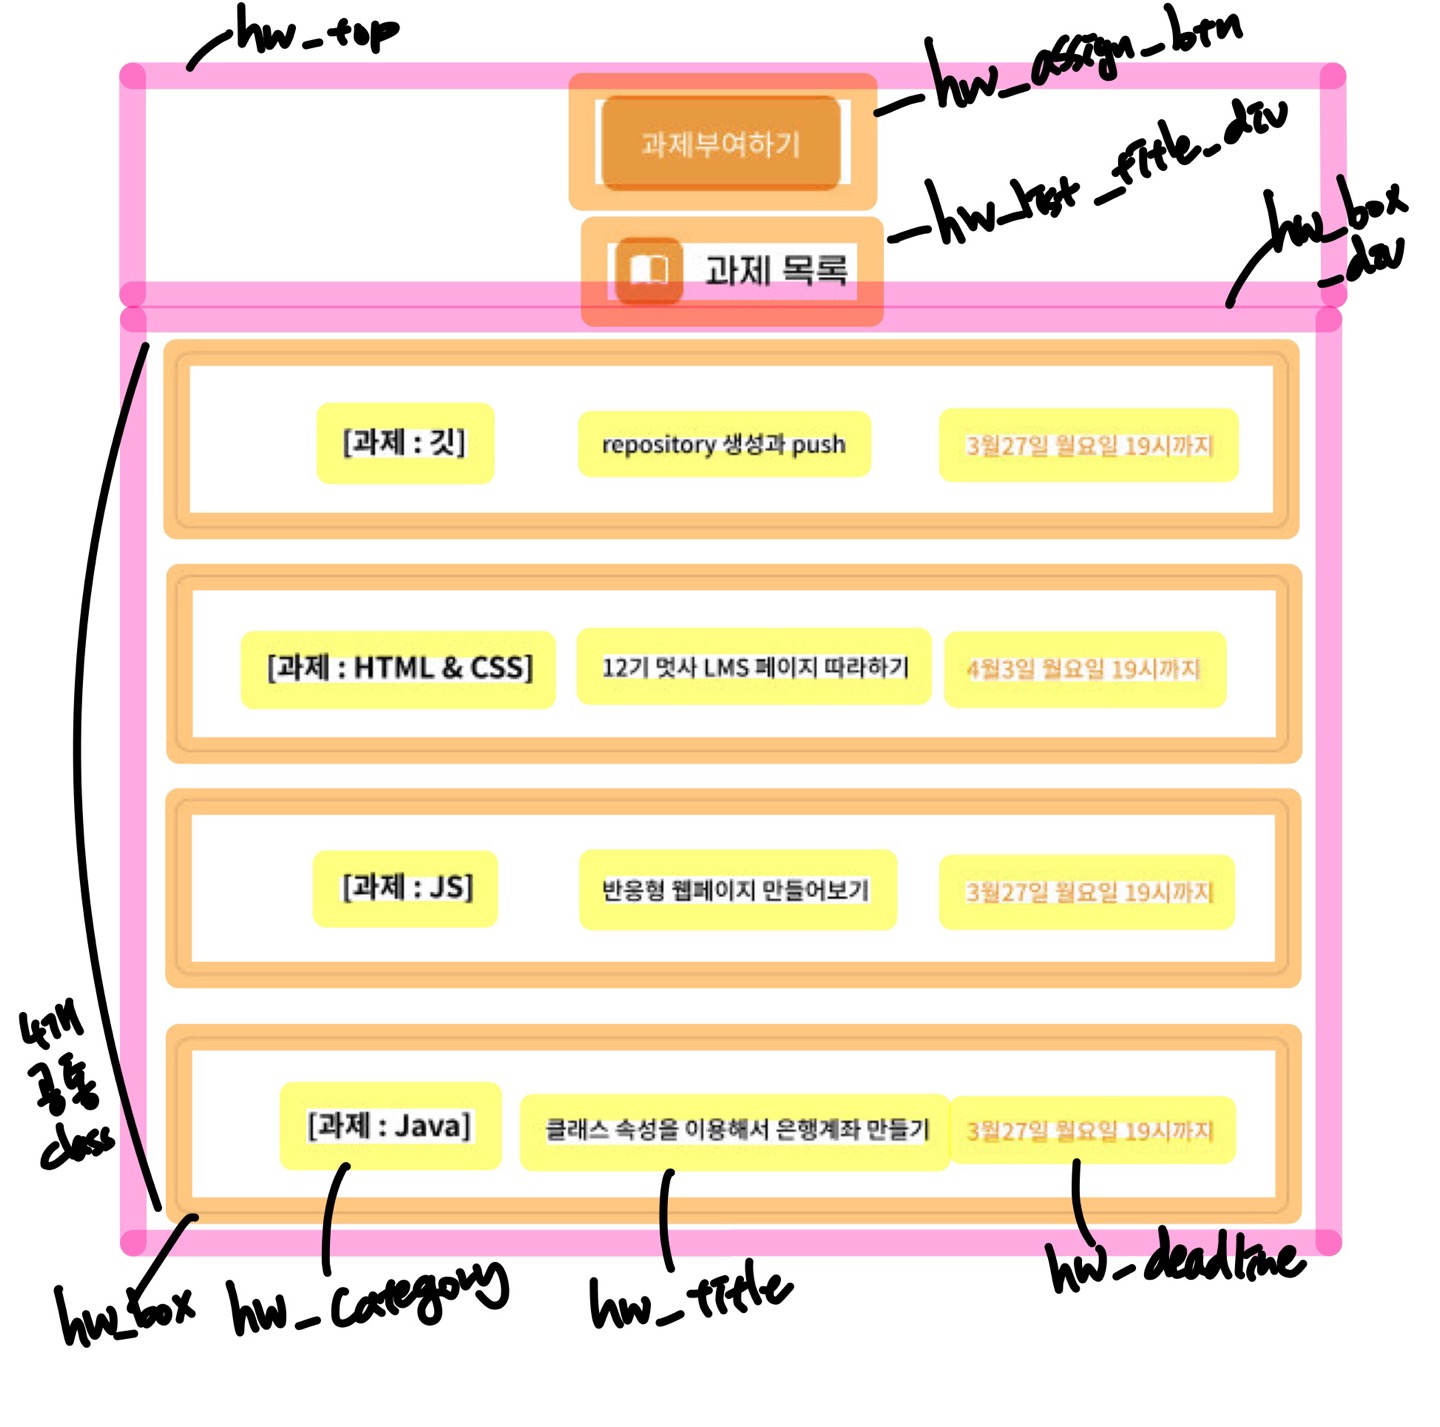 hw_top
hw_assign_btn
과제부여하기
hw_list_title_div
과제 목록
hw_box
_div
[과제 : 깃] repository 생성과 push 3월27일 월요일 19시까지
[과제 : HTML & CSS] 12기 멋사 LMS 페이지 따라하기 4월3일 월요일 19시까지
[과제 : JS] 반응형 웹페이지 만들어보기 3월27일 월요일 19시까지
4개
공통
class
[과제 : Java] 클래스 속성을 이용해서 은행계좌 만들기 3월27일 월요일 19시까지
hw_box hw_category hw_title hw_deadline